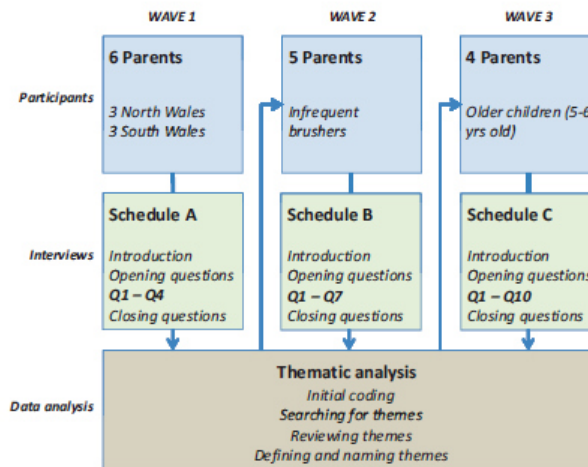 WAVE 1
WAVE 2
WAVE 3
Participants
6 Parents
3 North Wales
3 South Wales
5 Parents
Infrequent
brushers
4 Parents
Older children (5-6
yrs old)
Interviews
Schedule A
Introduction
Opening questions
Q1 – Q4
Closing questions
Schedule B
Introduction
Opening questions
Q1 – Q7
Closing questions
Schedule C
Introduction
Opening questions
Q1 – Q10
Closing questions
Data analysis
Thematic analysis
Initial coding
Searching for themes
Reviewing themes
Defining and naming themes